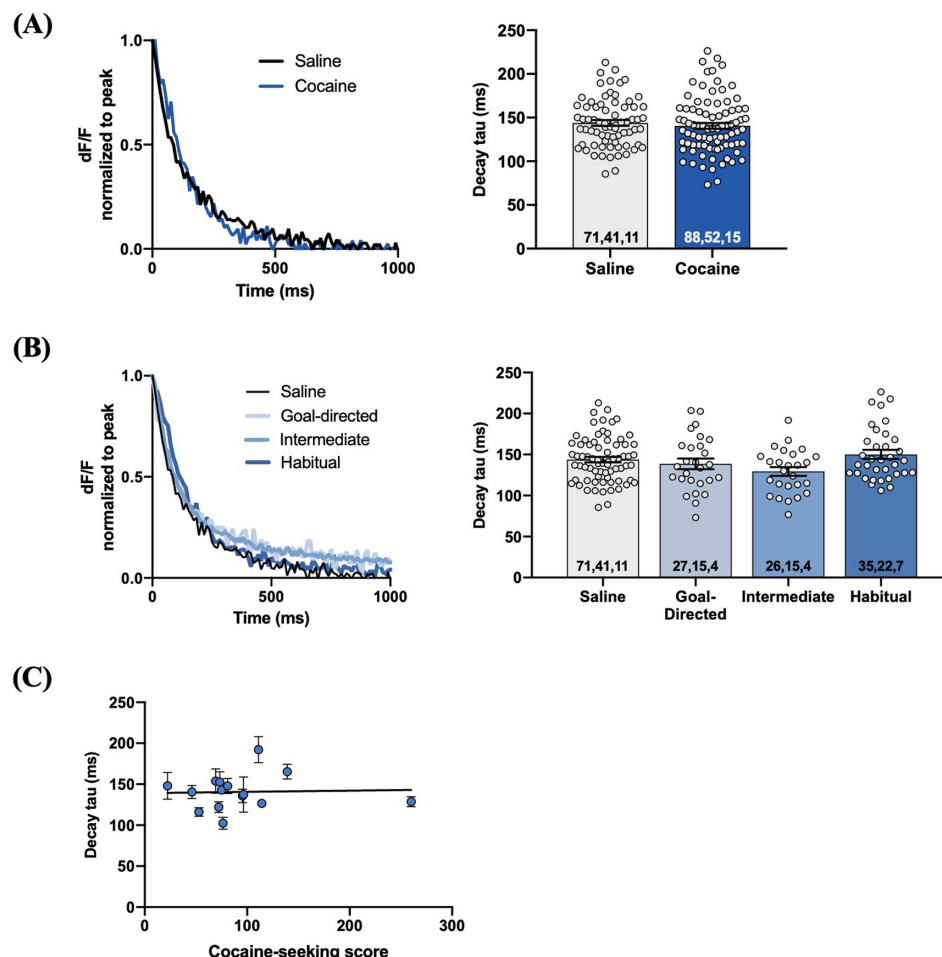 (A)
1.0
0.5
0.0
dF/F
normalized to peak
Saline
Cocaine
0
500
1000
Time (ms)
250
200
150
100
50
0
Decay tau (ms)
71,41,11
88,52,15
Saline
Cocaine
(B)
1.0
0.5
0.0
dF/F
normalized to peak
Saline
Goal-directed
Intermediate
Habitual
0
500
1000
Time (ms)
250
200
150
100
50
0
Decay tau (ms)
71,41,11
27,15,4
26,15,4
35,22,7
Saline
Goal-
Directed
Intermediate
Habitual
(C)
250
200
150
100
50
0
Decay tau (ms)
0
100
200
300
Cocaine-seeking score